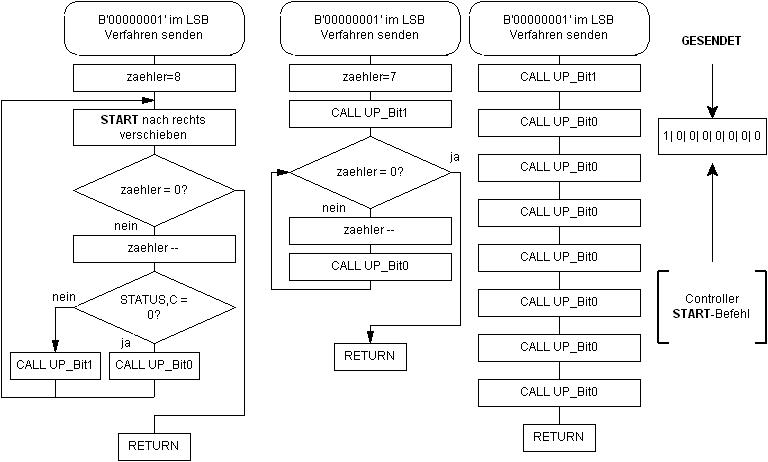 B'00000001' im LSB
Verfahren senden
zaehler=8
START nach rechts
verschieben
zaehler = 0?
nein
zaehler --
nein
STATUS,C =
0?
ja
CALL UP_Bit1
CALL UP_Bit0
RETURN
B'00000001' im LSB
Verfahren senden
zaehler=7
CALL UP_Bit1
ja
zaehler = 0?
nein
zaehler --
CALL UP_Bit0
RETURN
B'00000001' im LSB
Verfahren senden
CALL UP_Bit1
CALL UP_Bit0
CALL UP_Bit0
CALL UP_Bit0
CALL UP_Bit0
CALL UP_Bit0
CALL UP_Bit0
CALL UP_Bit0
RETURN
GESENDET
1| 0| 0| 0| 0| 0| 0| 0
Controller
START-Befehl